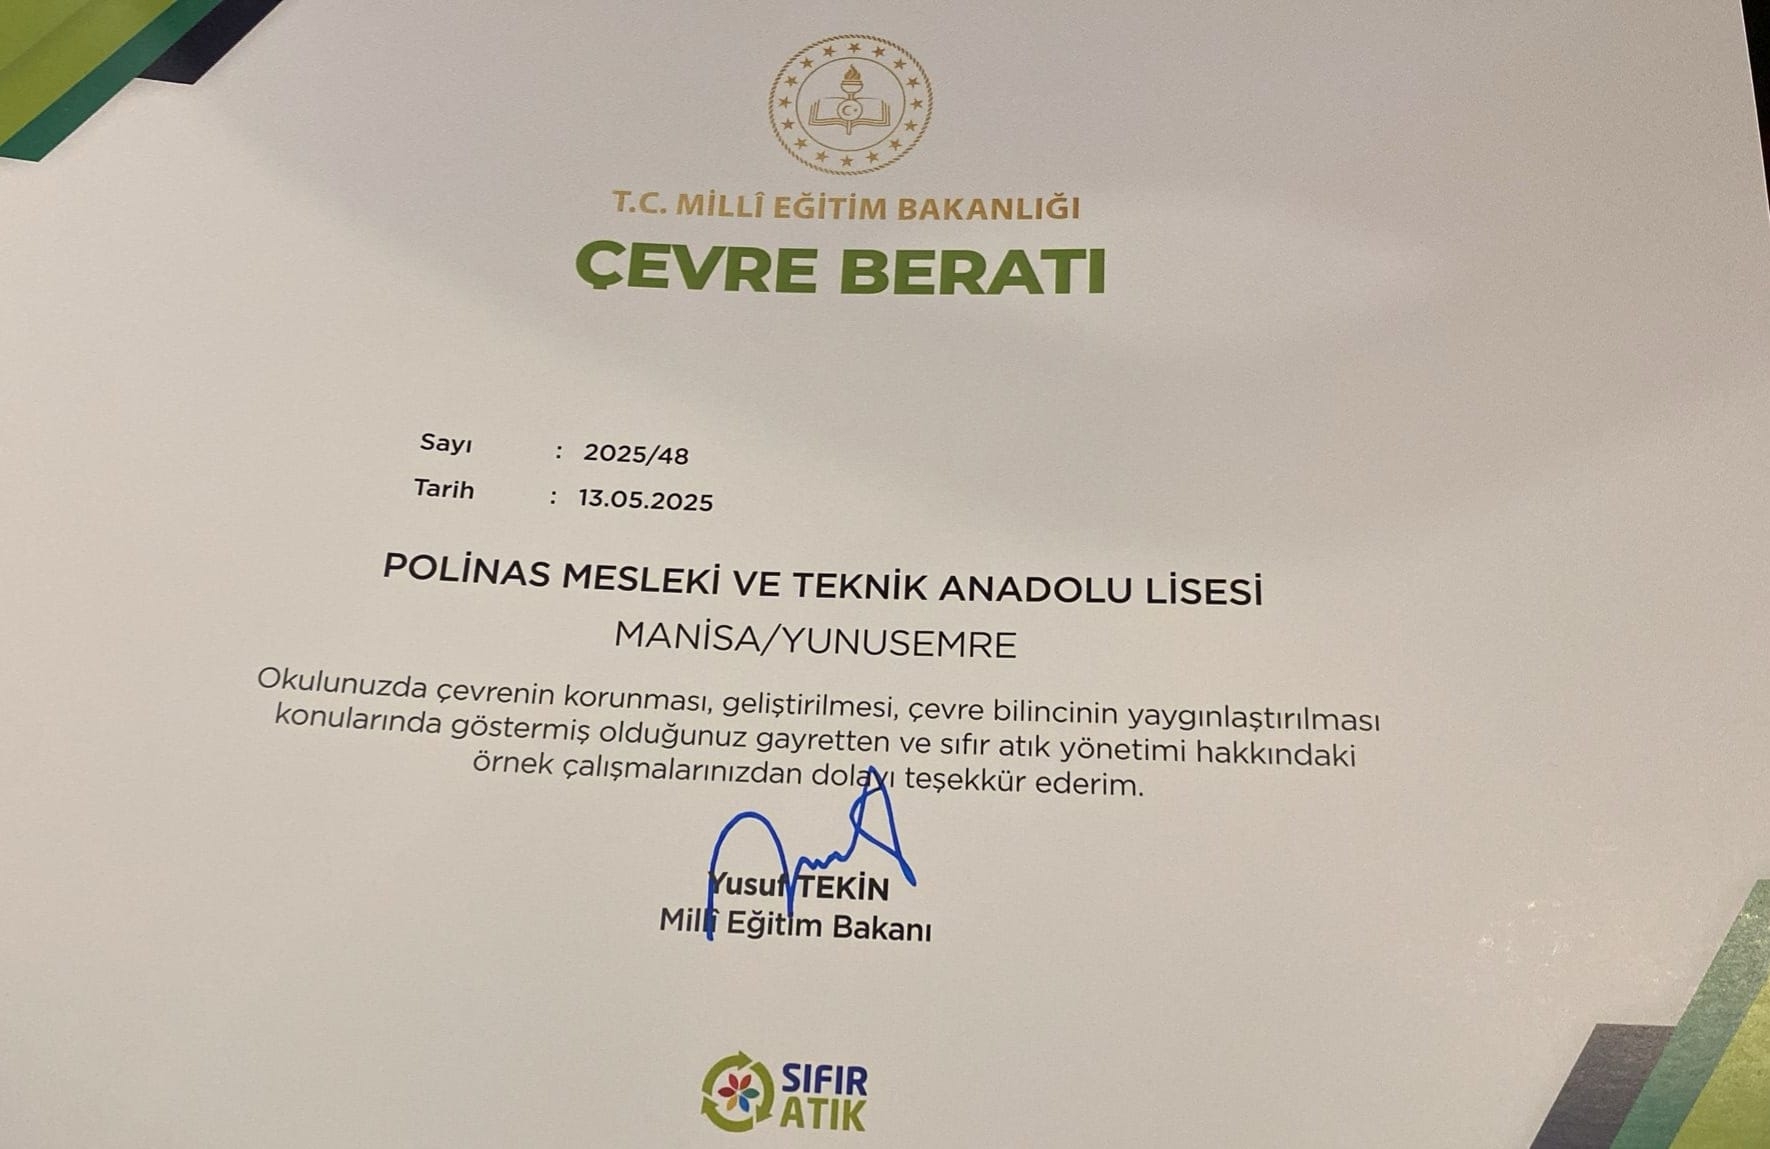 T.C. MİLLÎ EĞİTİM BAKANLIĞI
ÇEVRE BERATI
Sayı : 2025/48
Tarih : 13.05.2025
POLİNAS MESLEKİ VE TEKNİK ANADOLU LİSESİ
MANİSA/YUNUSEMRE
Okulunuzda çevrenin korunması, geliştirilmesi, çevre bilincinin yaygınlaştırılması
konularında göstermiş olduğunuz gayretten ve sıfır atık yönetimi hakkındaki
örnek çalışmalarınızdan dolayı teşekkür ederim.
Yusuf TEKİN
Millî Eğitim Bakanı
SIFIR
ATIK